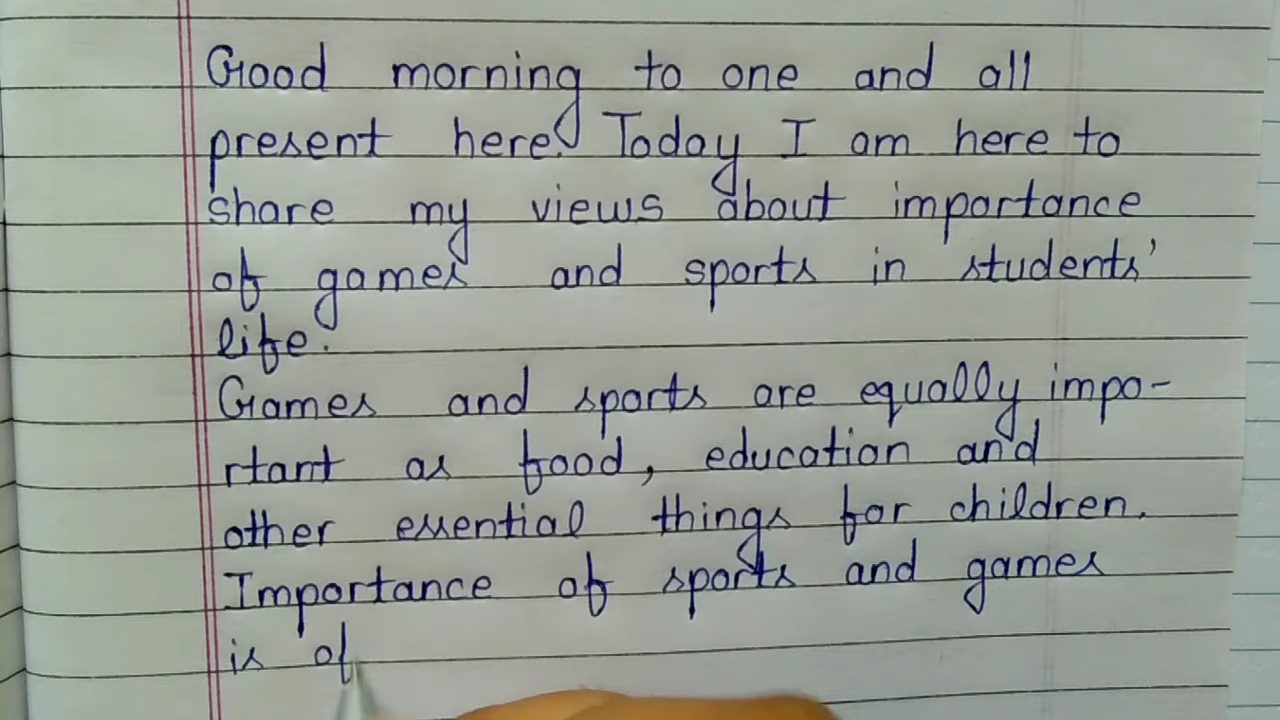 Good morning to one and all
present here. Today I am here to
share my views about importance
of games and sports in students'
life.
Games and sports are equally impo-
rtant as food, education and
other essential things for children.
Importance of sports and games
is of